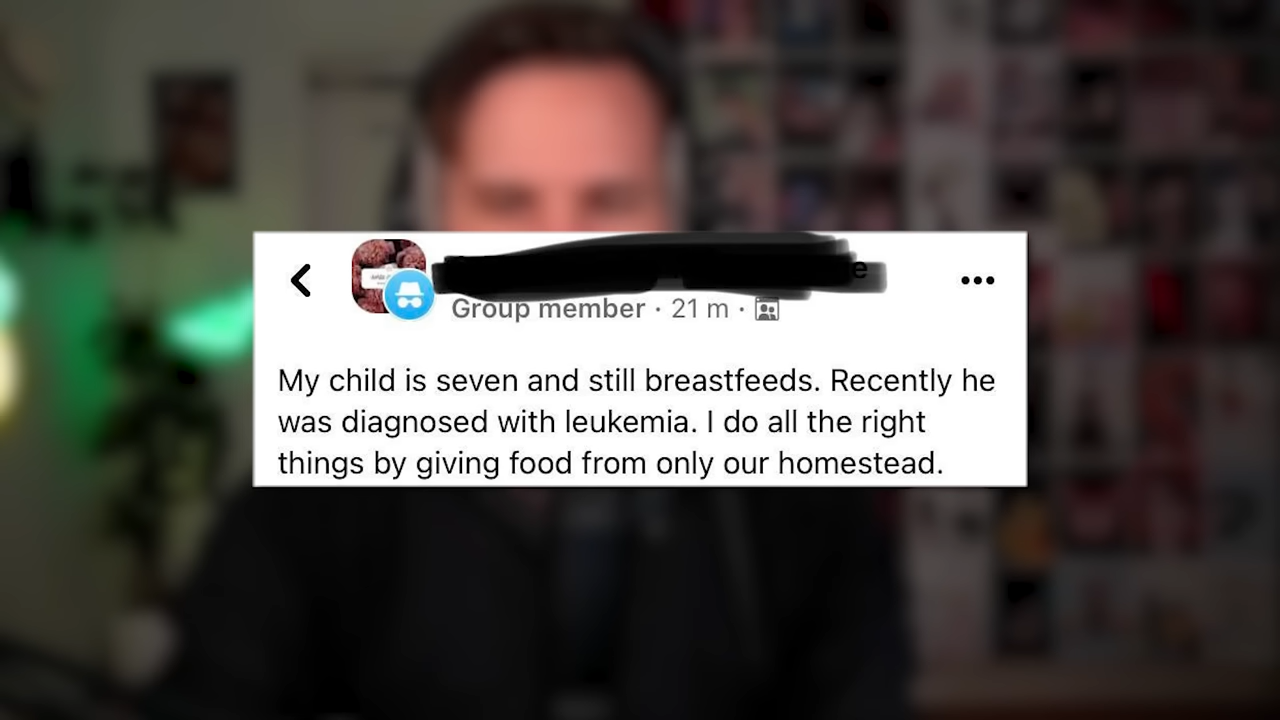 Group member · 21 m ·
My child is seven and still breastfeeds. Recently he
was diagnosed with leukemia. I do all the right
things by giving food from only our homestead.